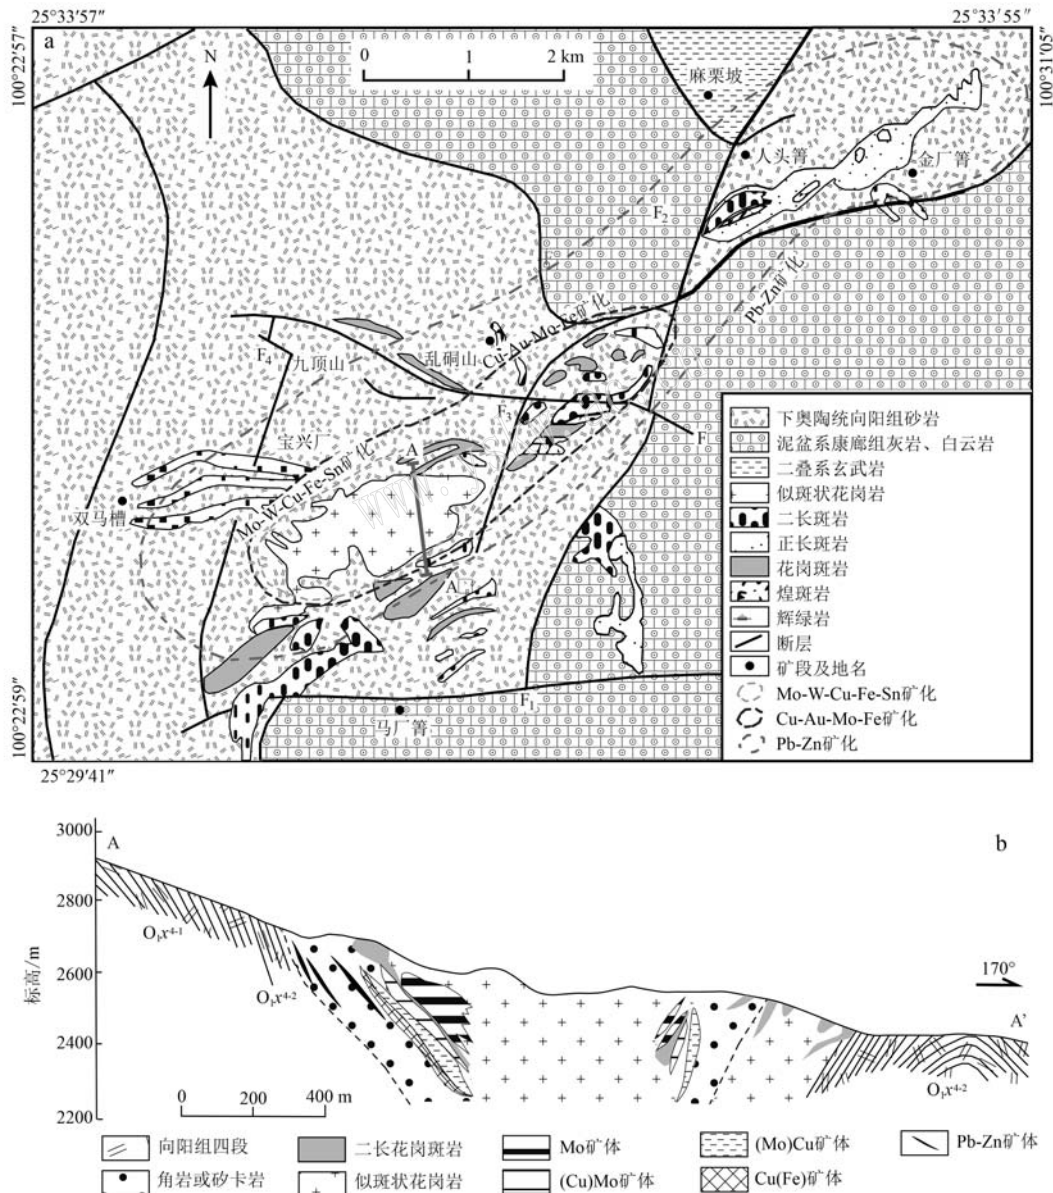 25°33′57″
25°33′55″
100°22′57″
100°31′05″
a
N
0 1 2 km
麻栗坡
人头箐
金厂箐
F₂
Pb-Zn矿化
Cu-Au-Mo-Fe矿化
F₄
九顶山
乱硐山
F₃
F
宝兴厂
A
Mo-W-Cu-Fe-Sn矿化
双马槽
A
F₁
马厂箐
100°22′59″
25°29′41″
下奥陶统向阳组砂岩
泥盆系康廊组灰岩、白云岩
二叠系玄武岩
似斑状花岗岩
二长斑岩
正长斑岩
花岗斑岩
煌斑岩
辉绿岩
断层
矿段及地名
Mo-W-Cu-Fe-Sn矿化
Cu-Au-Mo-Fe矿化
Pb-Zn矿化
b
A
A′
170°
标高/m
3000
2800
2600
2400
2200
O₁x⁴⁻¹
O₁x⁴⁻²
O₁x⁴⁻²
0 200 400 m
向阳组四段
二长花岗斑岩
Mo矿体
(Mo)Cu矿体
Pb-Zn矿体
角岩或矽卡岩
似斑状花岗岩
(Cu)Mo矿体
Cu(Fe)矿体